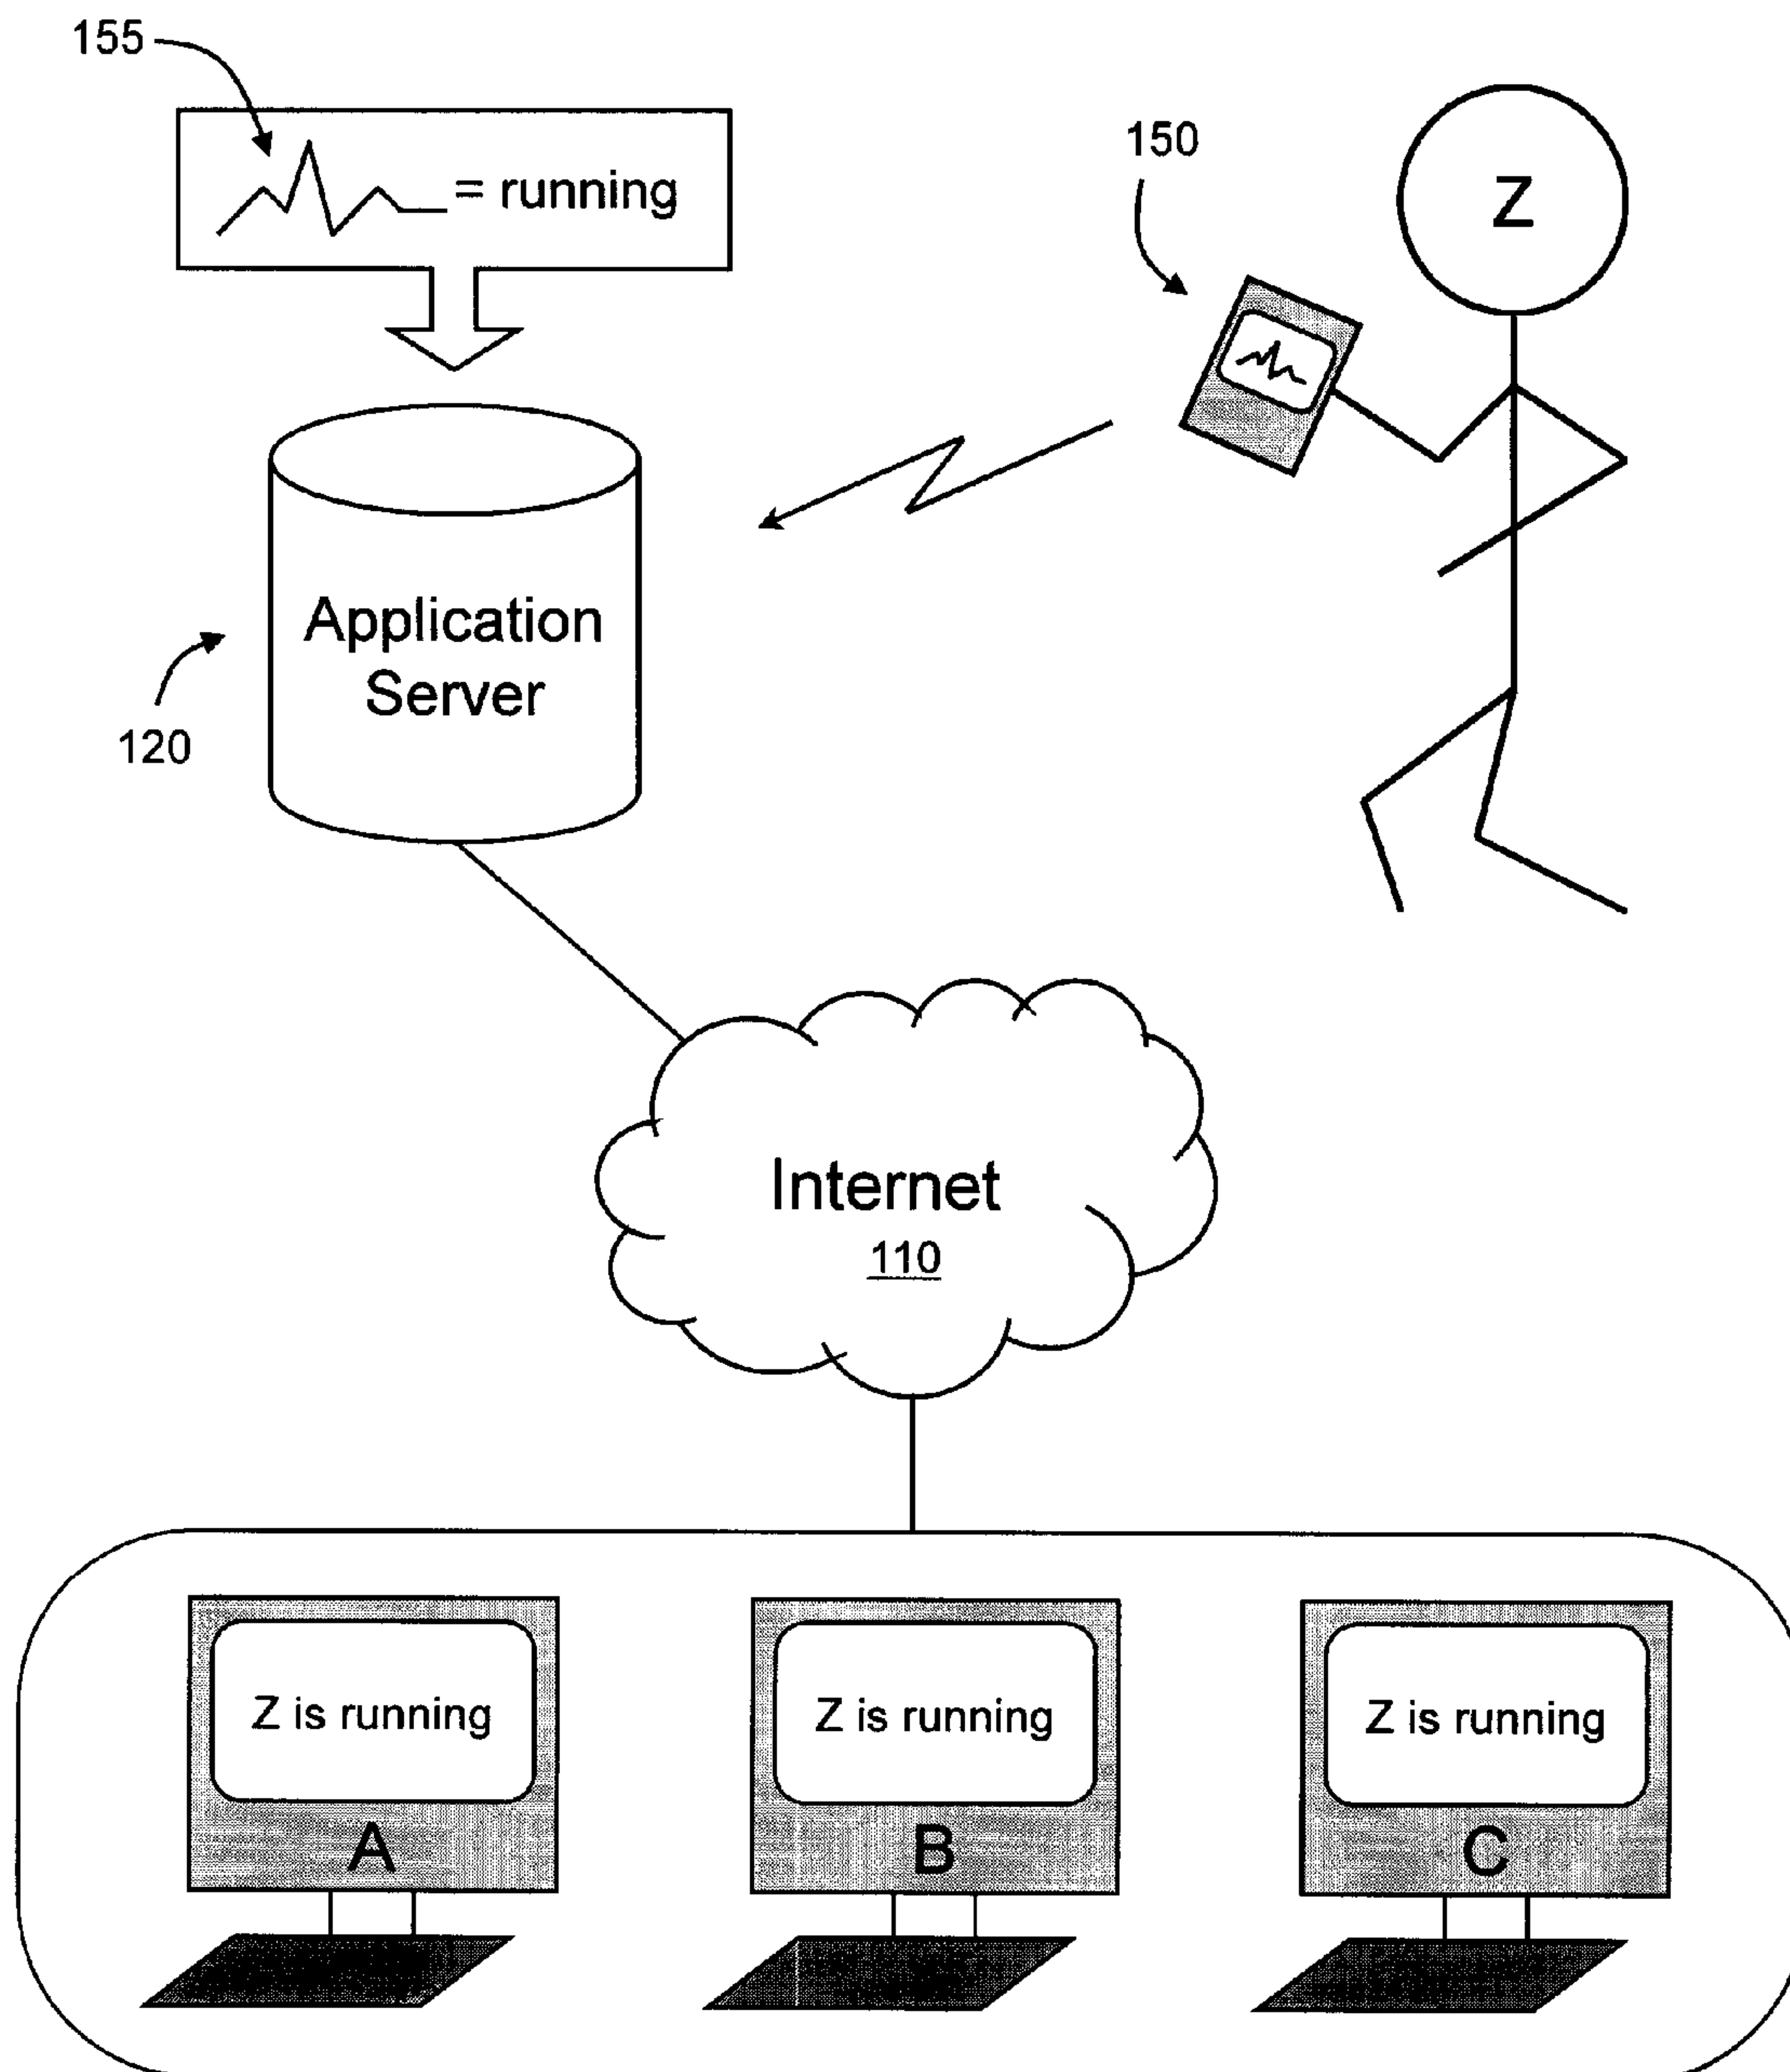 155
= running
150
Z
Application
Server
120
Internet
110
Z is running
Z is running
Z is running
A
B
C